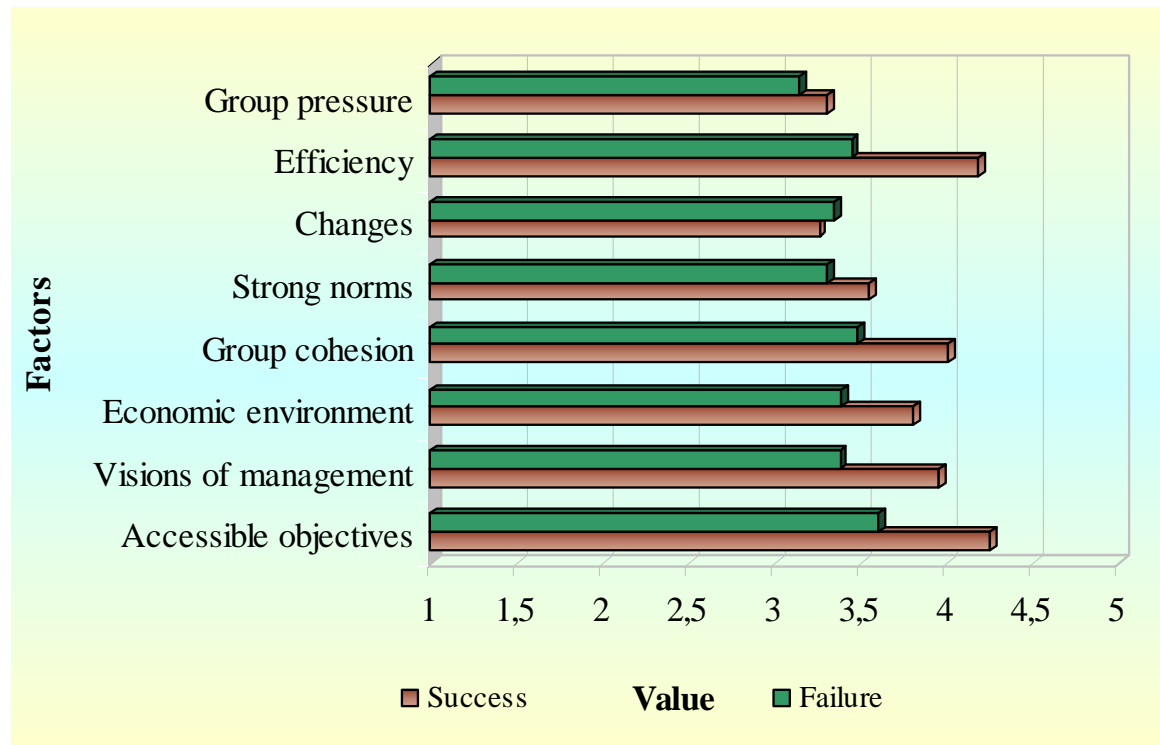 Group pressure
Efficiency
Changes
Strong norms
Group cohesion
Economic environment
Visions of management
Accessible objectives
Factors
1 1,5 2 2,5 3 3,5 4 4,5 5
Success Value Failure